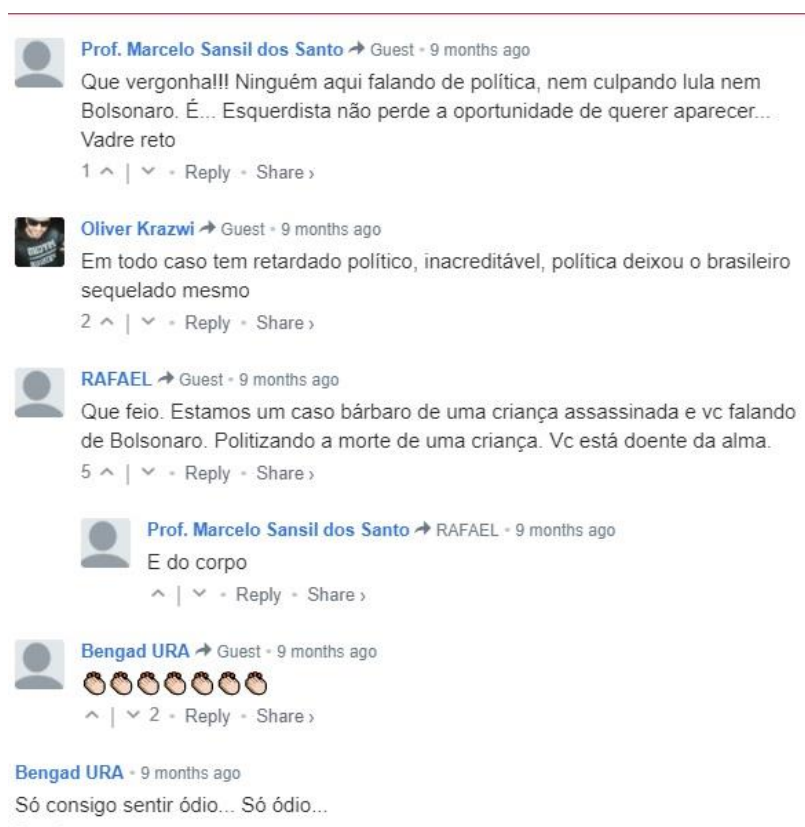 Prof. Marcelo Sansil dos Santo → Guest • 9 months ago
Que vergonha!!! Ninguém aqui falando de política, nem culpando lula nem
Bolsonaro. É... Esquerdista não perde a oportunidade de querer aparecer...
Vadre reto
1 | • Reply • Share ›
Oliver Krazwi → Guest • 9 months ago
Em todo caso tem retardado político, inacreditável, política deixou o brasileiro
sequelado mesmo
2 | • Reply • Share ›
RAFAEL → Guest • 9 months ago
Que feio. Estamos um caso bárbaro de uma criança assassinada e vc falando
de Bolsonaro. Politizando a morte de uma criança. Vc está doente da alma.
5 | • Reply • Share ›
Prof. Marcelo Sansil dos Santo → RAFAEL • 9 months ago
E do corpo
| • Reply • Share ›
Bengad URA → Guest • 9 months ago
👏👏👏👏👏👏👏
| 2 • Reply • Share ›
Bengad URA • 9 months ago
Só consigo sentir ódio... Só ódio...